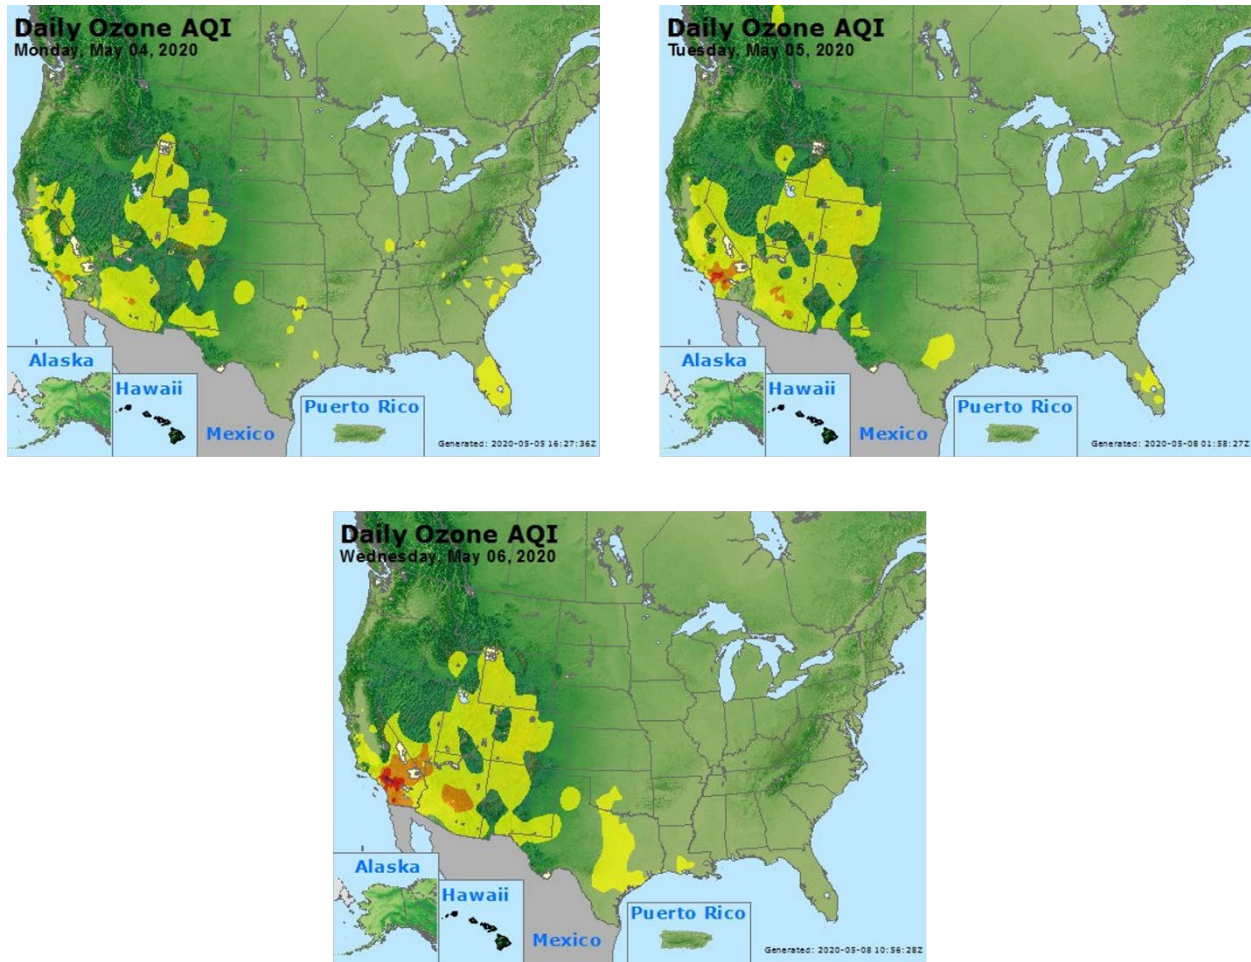 Daily Ozone AQI
Monday, May 04, 2020
Alaska
Hawaii
Mexico
Puerto Rico
Generated: 2020-05-05 16:27:36Z
Daily Ozone AQI
Tuesday, May 05, 2020
Alaska
Hawaii
Mexico
Puerto Rico
Generated: 2020-05-08 01:58:27Z
Daily Ozone AQI
Wednesday, May 06, 2020
Alaska
Hawaii
Mexico
Puerto Rico
Generated: 2020-05-08 10:56:28Z